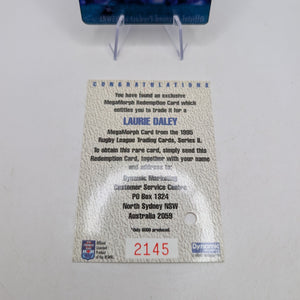 CONGRATULATIONS
You have found an exclusive
MegaMorph Redemption Card which
entitles you to trade it for a
LAURIE DALEY
MegaMorph Card from the 1995
Rugby League Trading Cards, Series II.
To obtain this rare card, simply send this
Redemption Card, together with your name
and address to:
Dynamic Marketing
Customer Service Centre
PO Box 1324
North Sydney NSW
Australia 2059
2145
Dynamic